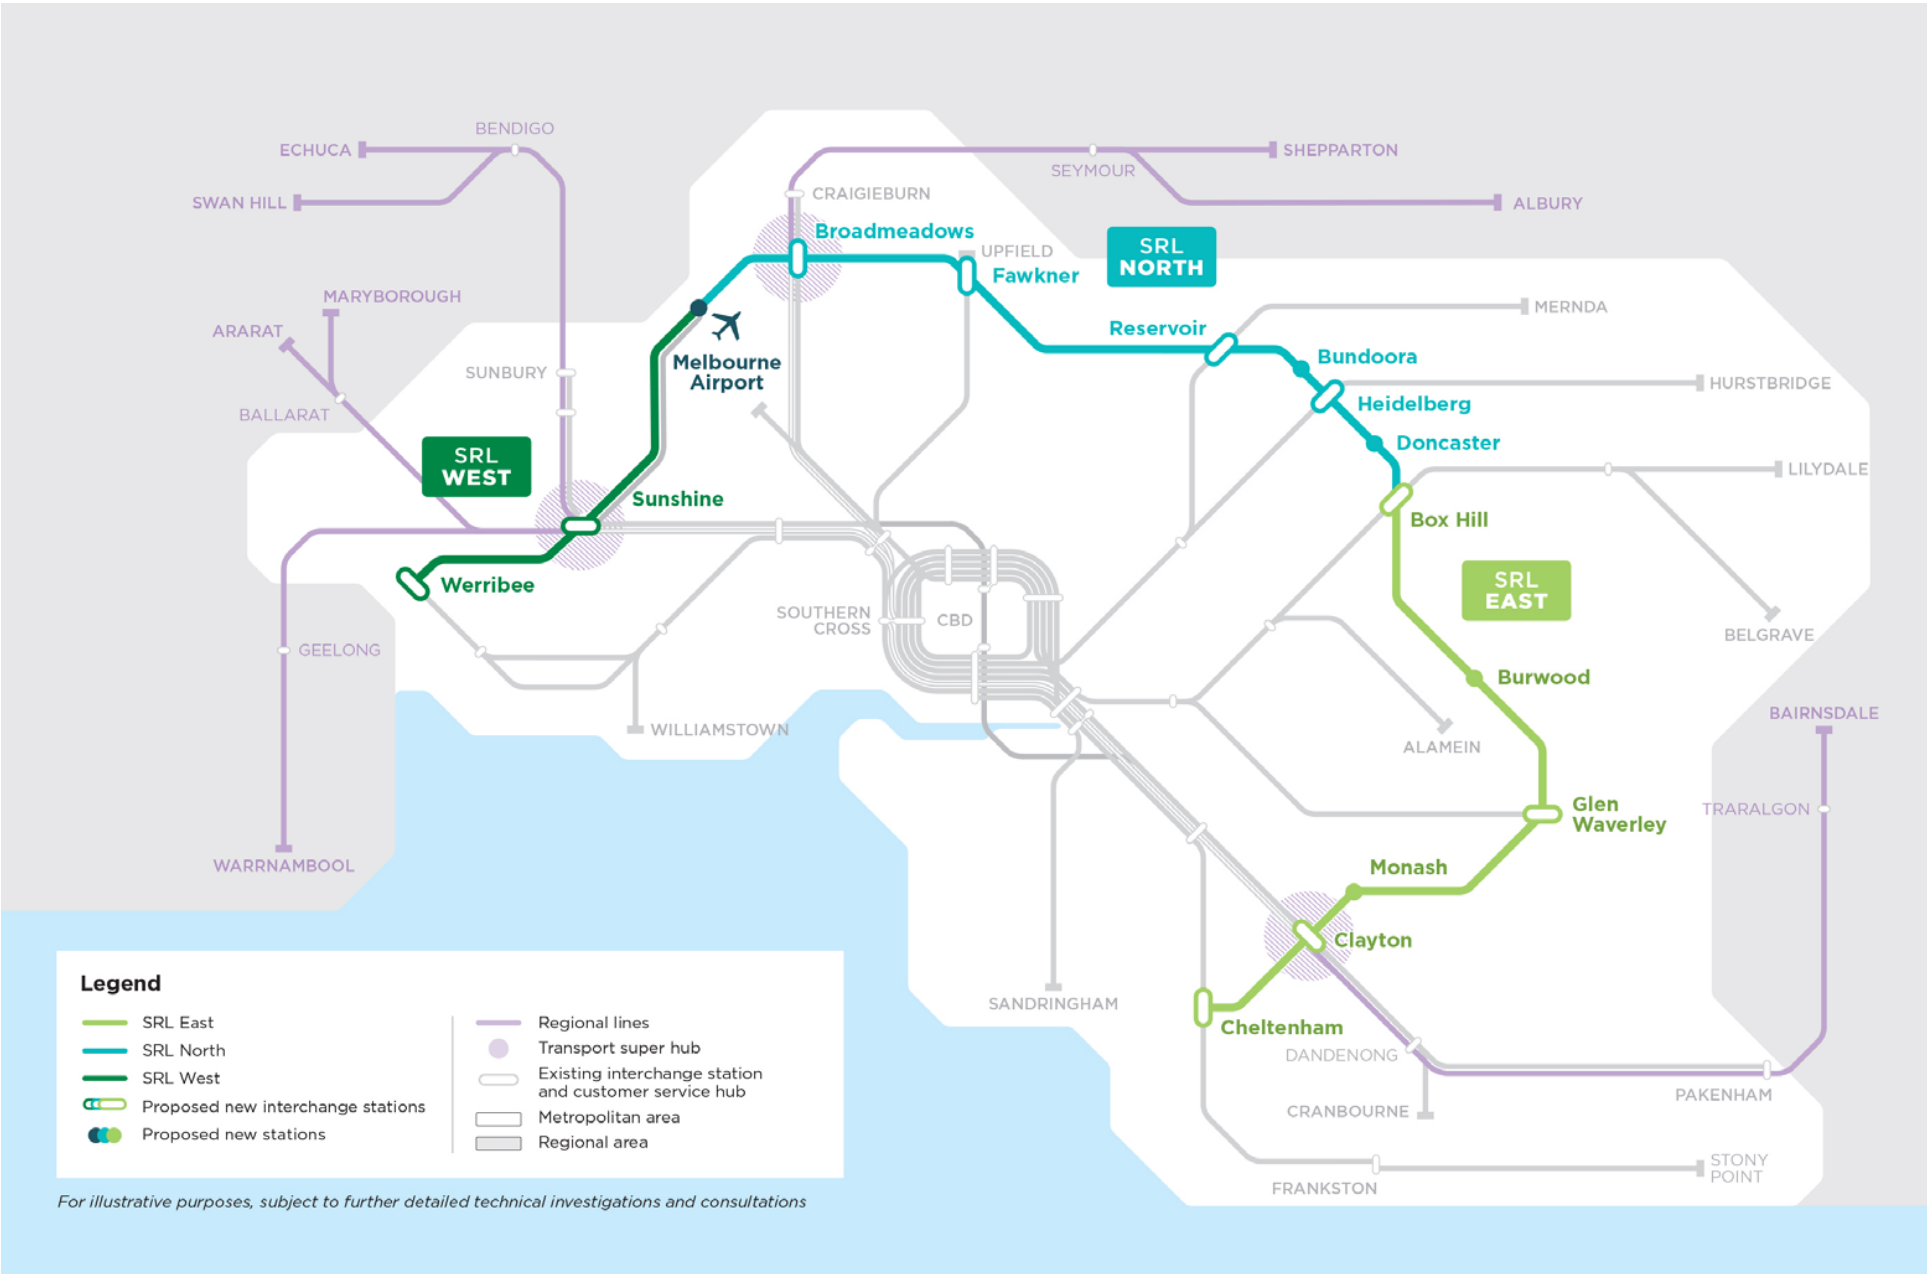 BENDIGO
ECHUCA
SHEPPARTON
SEYMOUR
CRAIGIEBURN
SWAN HILL
ALBURY
Broadmeadows
SRL
NORTH
UPFIELD
Fawkner
MARYBOROUGH
MERNDA
ARARAT
Reservoir
Bundoora
Melbourne
Airport
SUNBURY
HURSTBRIDGE
Heidelberg
BALLARAT
Doncaster
SRL
WEST
LILYDALE
Sunshine
Box Hill
Werribee
SRL
EAST
SOUTHERN
CROSS
CBD
BELGRAVE
GEELONG
Burwood
BAIRNSDALE
WILLIAMSTOWN
ALAMEIN
Glen
Waverley
TRARALGON
WARRNAMBOOL
Monash
Clayton
SANDRINGHAM
Cheltenham
DANDENONG
PAKENHAM
CRANBOURNE
STONY
POINT
FRANKSTON
Legend
SRL East
SRL North
SRL West
Proposed new interchange stations
Proposed new stations
Regional lines
Transport super hub
Existing interchange station
and customer service hub
Metropolitan area
Regional area
For illustrative purposes, subject to further detailed technical investigations and consultations